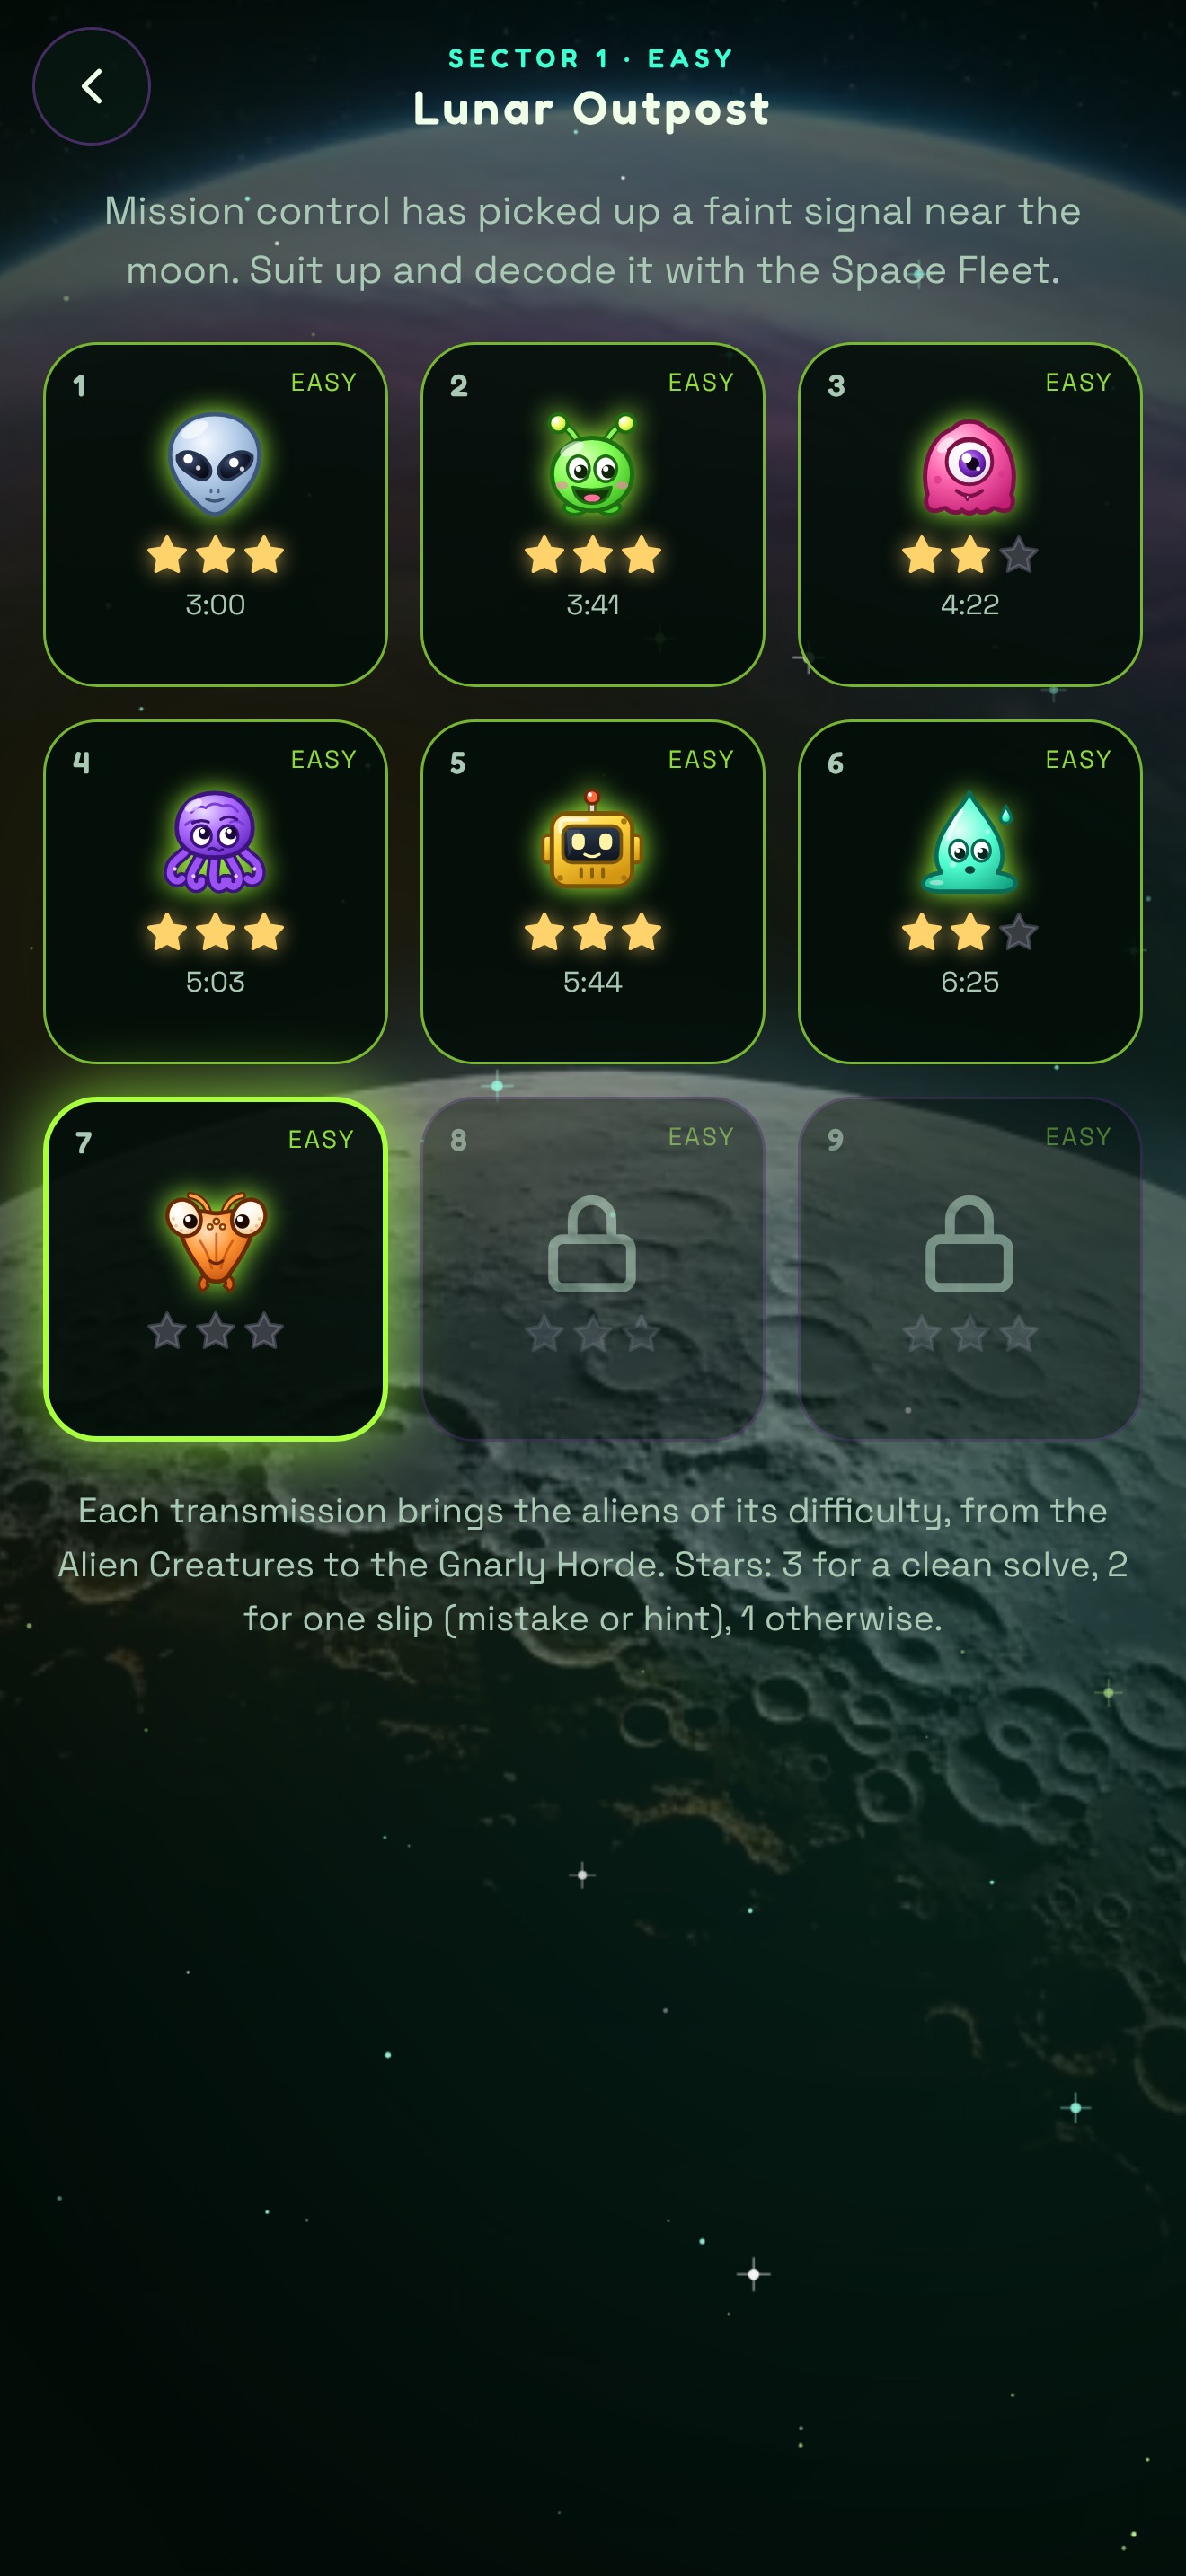 SECTOR 1 · EASY
Lunar Outpost
Mission control has picked up a faint signal near the
moon. Suit up and decode it with the Space Fleet.
1 EASY
3:00
2 EASY
3:41
3 EASY
4:22
4 EASY
5:03
5 EASY
5:44
6 EASY
6:25
7 EASY
8 EASY
9 EASY
Each transmission brings the aliens of its difficulty, from the
Alien Creatures to the Gnarly Horde. Stars: 3 for a clean solve, 2
for one slip (mistake or hint), 1 otherwise.